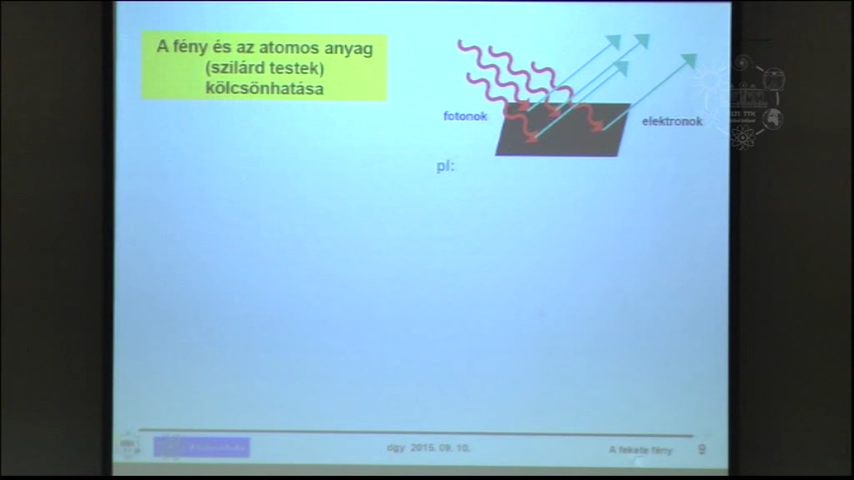 A fény és az atomos anyag
(szilárd testek)
kölcsönhatása
fotonok
elektronok
pl:
dgy 2015. 09. 10.
A fekete fény
9